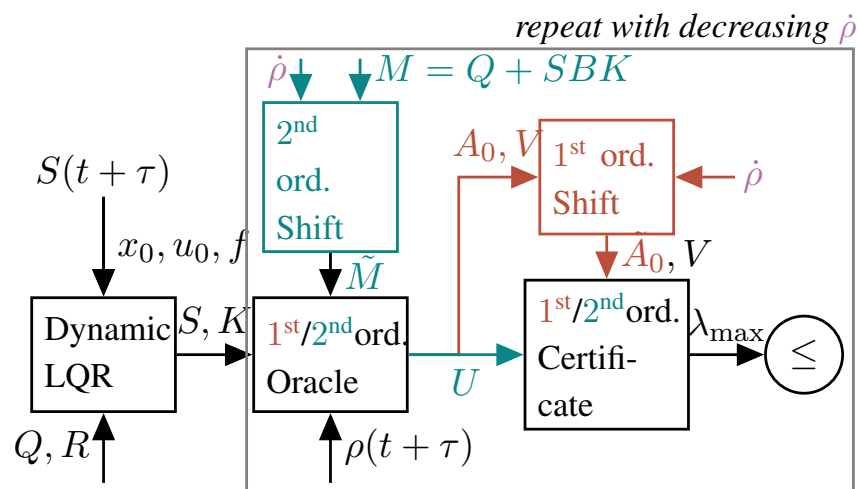 repeat with decreasing ρ̇
ρ̇
M = Q + SBK
2nd
ord.
Shift
A₀, V
1st ord.
Shift
ρ̇
S(t + τ)
x₀, u₀, f
M̃
Ã₀, V
Dynamic
LQR
S, K
1st/2nd ord.
Oracle
U
1st/2nd ord.
Certifi-
cate
λmax
≤
Q, R
ρ(t + τ)